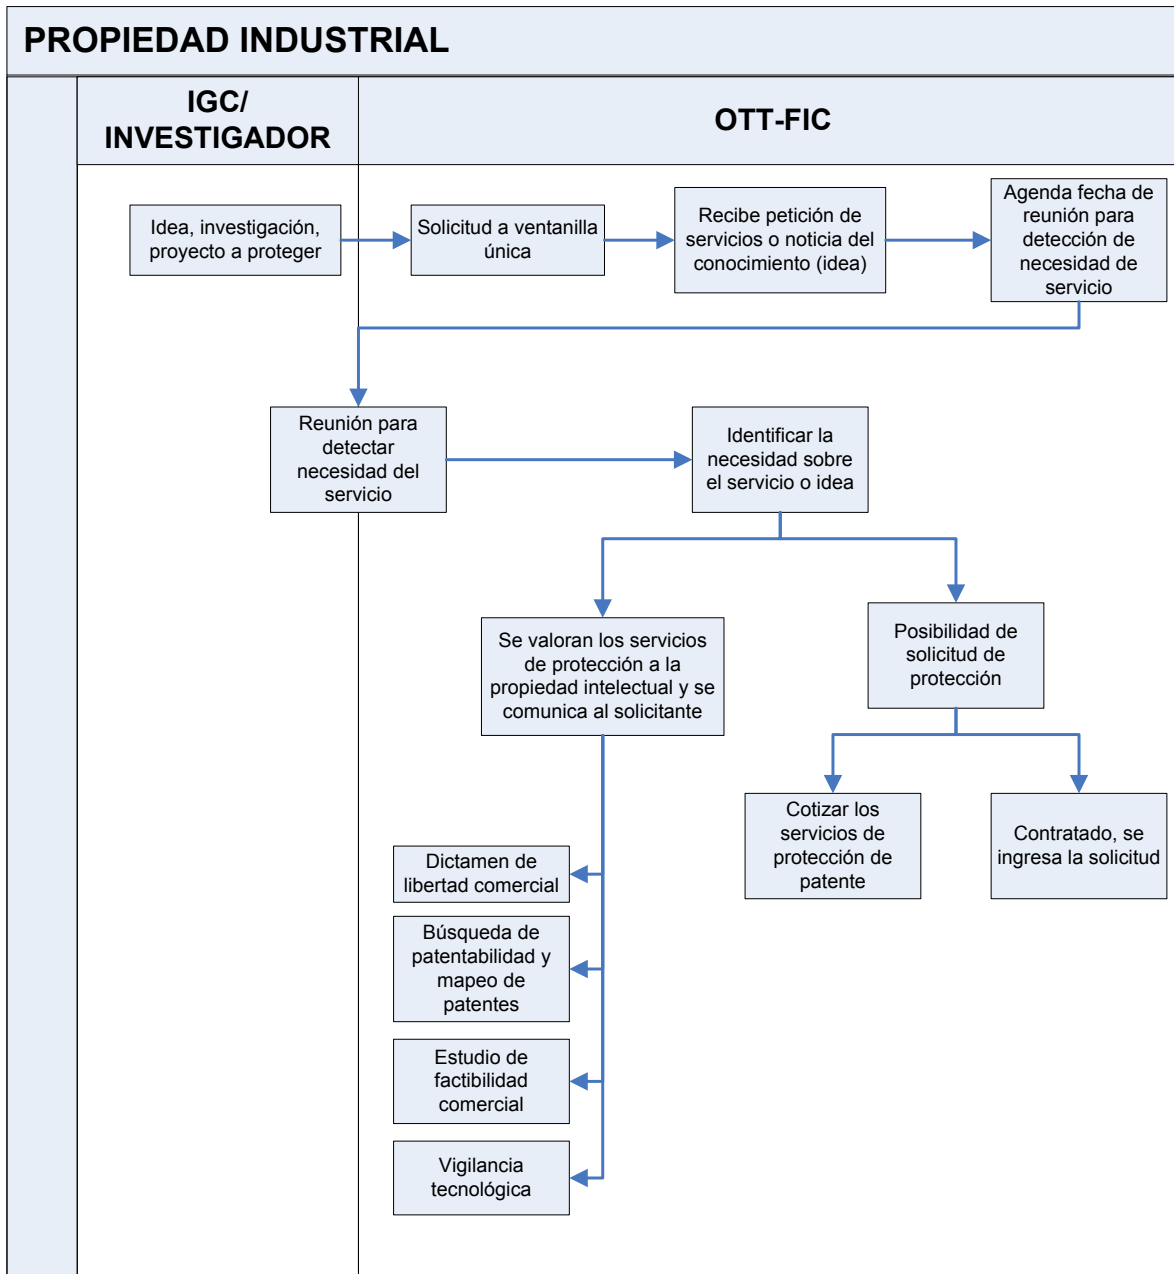 PROPIEDAD INDUSTRIAL
IGC/
INVESTIGADOR
OTT-FIC
Idea, investigación,
proyecto a proteger
Solicitud a ventanilla
única
Recibe petición de
servicios o noticia del
conocimiento (idea)
Agenda fecha de
reunión para
detección de
necesidad de
servicio
Reunión para
detectar
necesidad del
servicio
Identificar la
necesidad sobre
el servicio o idea
Se valoran los servicios
de protección a la
propiedad intelectual y se
comunica al solicitante
Posibilidad de
solicitud de
protección
Cotizar los
servicios de
protección de
patente
Contratado, se
ingresa la solicitud
Dictamen de
libertad comercial
Búsqueda de
patentabilidad y
mapeo de
patentes
Estudio de
factibilidad
comercial
Vigilancia
tecnológica